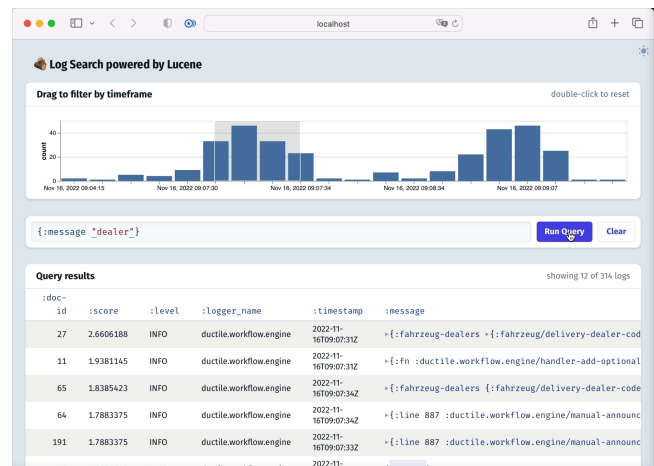 localhost
Log Search powered by Lucene
Drag to filter by timeframe
double-click to reset
count
40
20
0
Nov 16, 2022 09:04:15
Nov 16, 2022 09:07:30
Nov 16, 2022 09:07:34
Nov 16, 2022 09:08:34
Nov 16, 2022 09:09:07
{:message "dealer"}
Run Query
Clear
Query results
showing 12 of 314 logs
:doc-id :score :level :logger_name :timestamp :message
27 2.6606188 INFO ductile.workflow.engine 2022-11-16T09:07:31Z {:fahrzeug-dealers {:fahrzeug/delivery-dealer-cod
11 1.9381145 INFO ductile.workflow.engine 2022-11-16T09:07:31Z {:fn :ductile.workflow.engine/handler-add-optional
65 1.8385423 INFO ductile.workflow.engine 2022-11-16T09:07:34Z {:fahrzeug-dealers {:fahrzeug/delivery-dealer-code
64 1.7883375 INFO ductile.workflow.engine 2022-11-16T09:07:34Z {:line 887 :ductile.workflow.engine/manual-announc
191 1.7883375 INFO ductile.workflow.engine 2022-11-16T09:07:33Z {:line 887 :ductile.workflow.engine/manual-announc
2022-11-